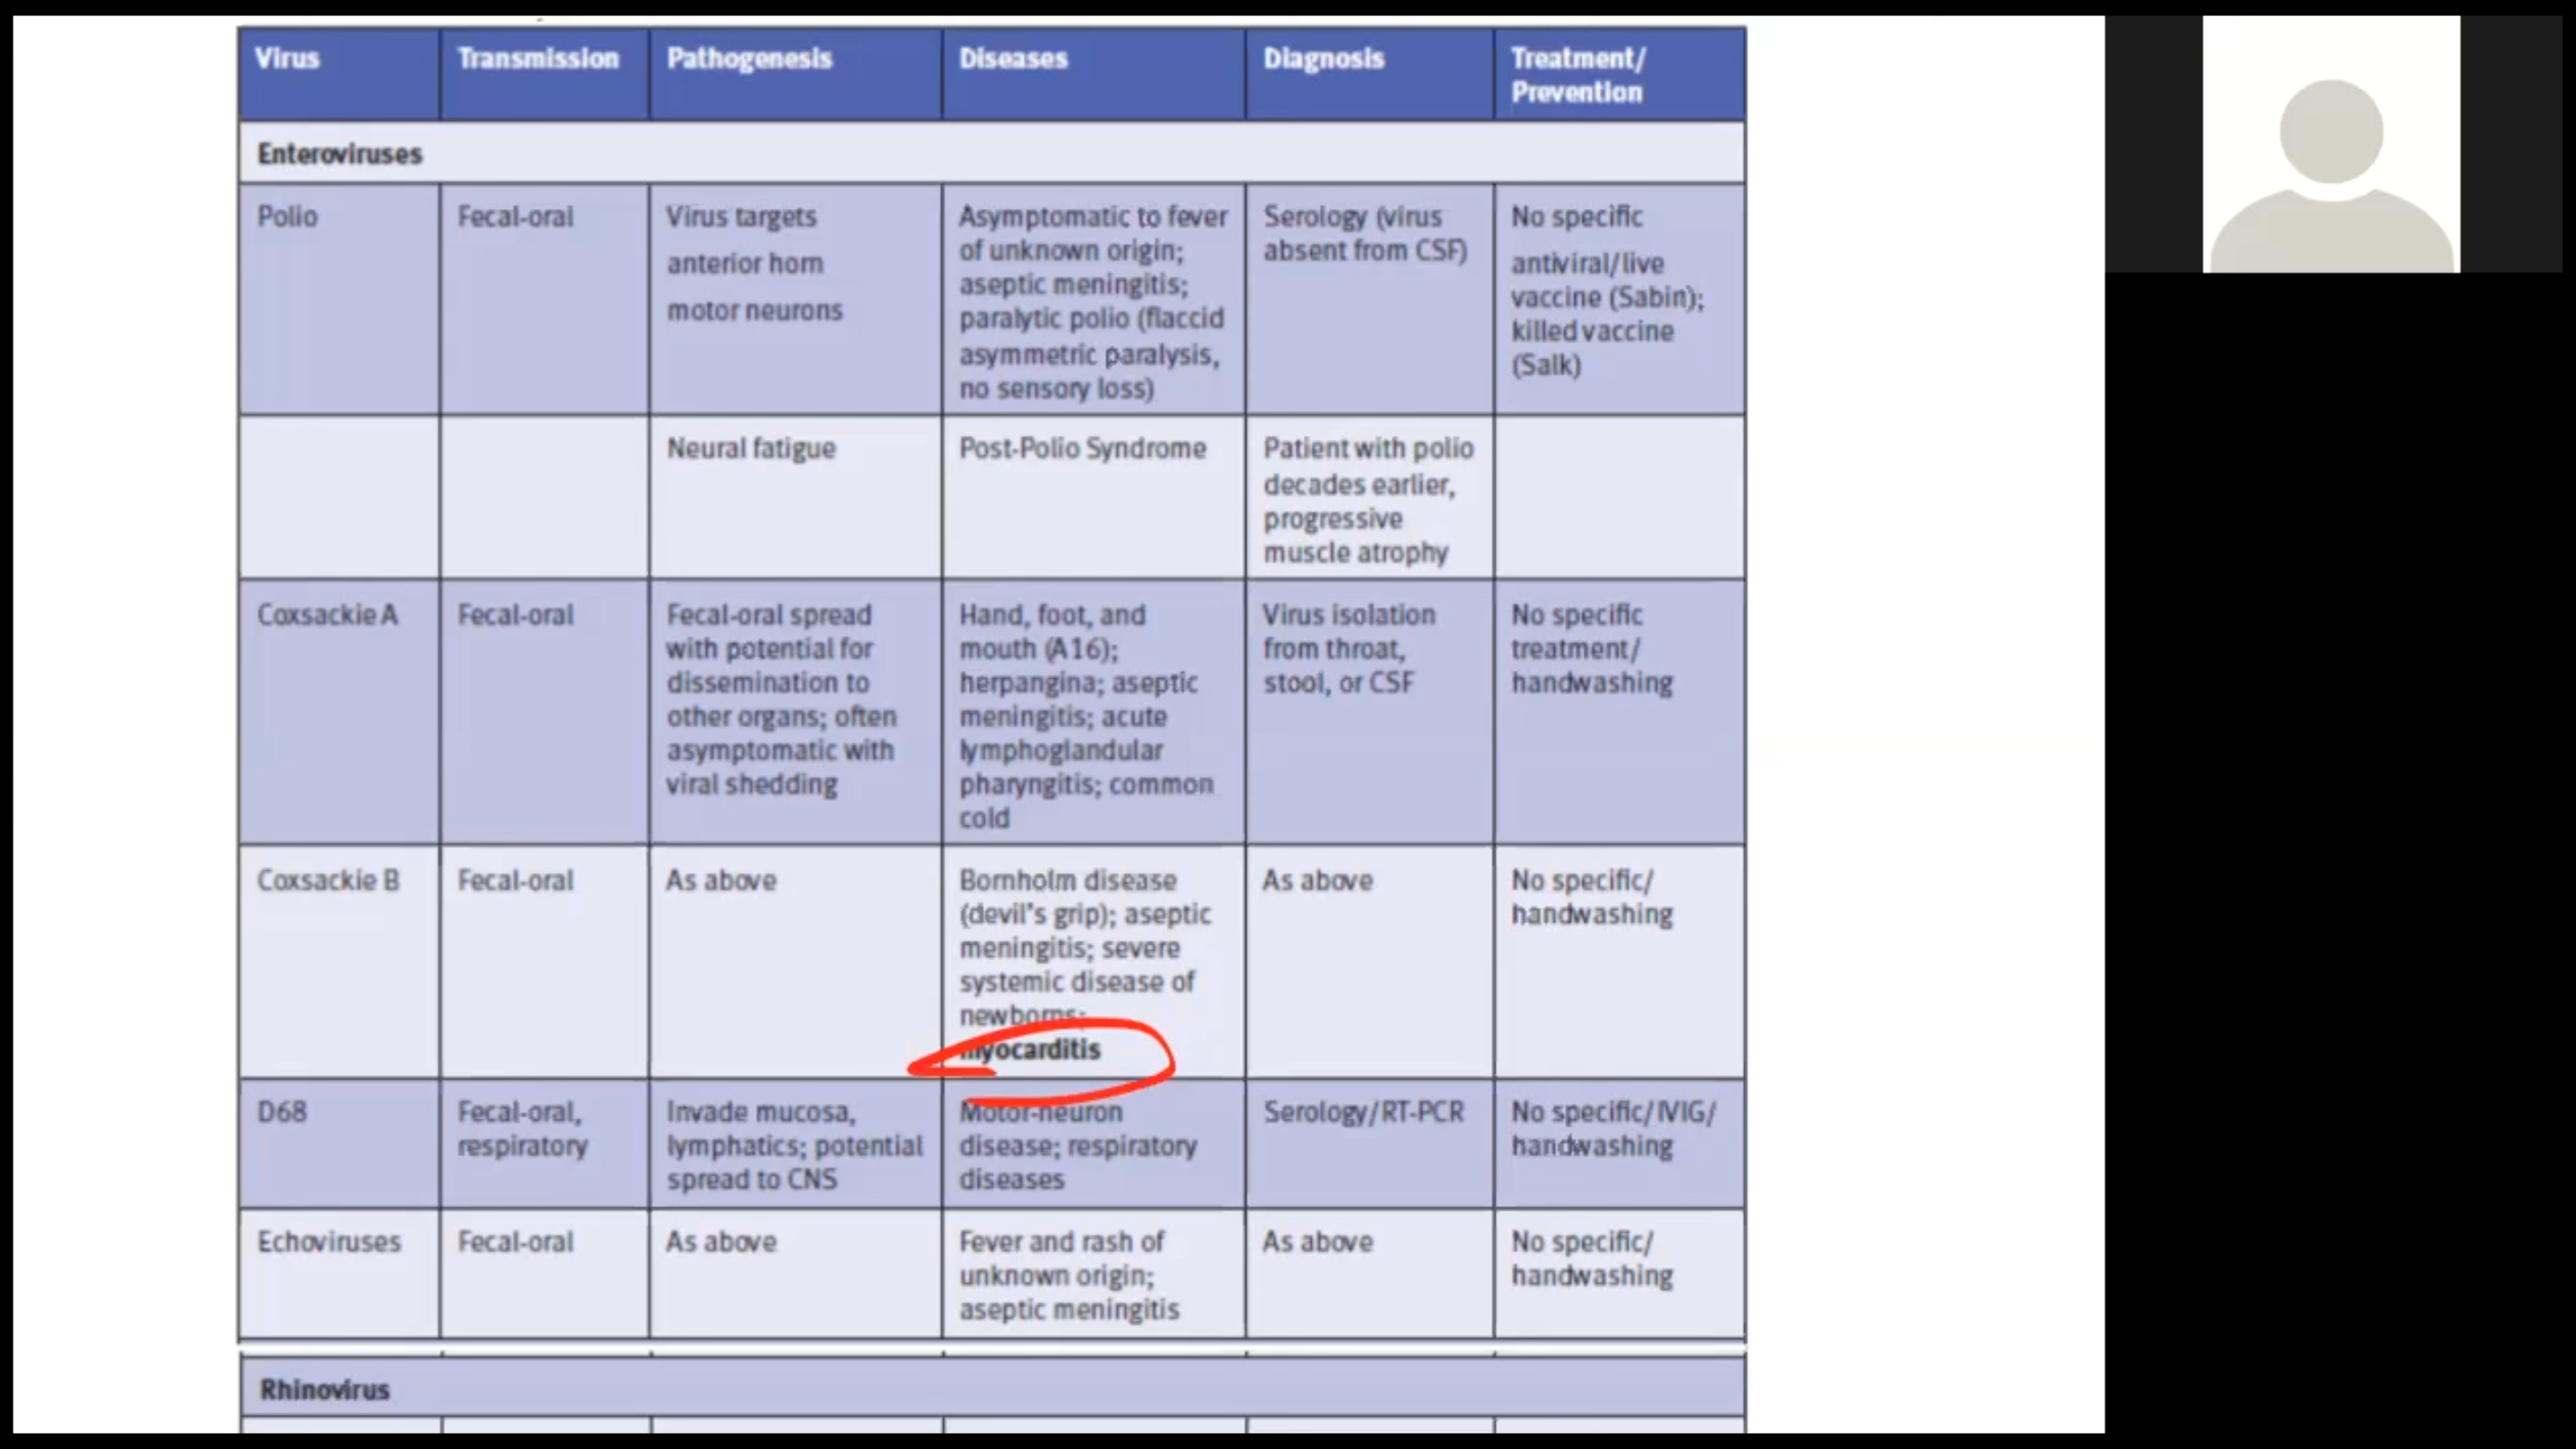 Virus Transmission Pathogenesis Diseases Diagnosis Treatment/
Prevention
Enteroviruses
Polio
Fecal-oral
Virus targets
anterior horn
motor neurons
Asymptomatic to fever
of unknown origin;
aseptic meningitis;
paralytic polio (flaccid
asymmetric paralysis,
no sensory loss)
Serology (virus
absent from CSF)
No specific
antiviral/live
vaccine (Sabin);
killed vaccine
(Salk)
Neural fatigue
Post-Polio Syndrome
Patient with polio
decades earlier,
progressive
muscle atrophy
Coxsackie A
Fecal-oral
Fecal-oral spread
with potential for
dissemination to
other organs; often
asymptomatic with
viral shedding
Hand, foot, and
mouth (A16);
herpangina; aseptic
meningitis; acute
lymphoglandular
pharyngitis; common
cold
Virus isolation
from throat,
stool, or CSF
No specific
treatment/
handwashing
Coxsackie B
Fecal-oral
As above
Bornholm disease
(devil's grip); aseptic
meningitis; severe
systemic disease of
newborns;
myocarditis
As above
No specific/
handwashing
D68
Fecal-oral,
respiratory
Invade mucosa,
lymphatics; potential
spread to CNS
Motor-neuron
disease; respiratory
diseases
Serology/RT-PCR
No specific/IVIG/
handwashing
Echoviruses
Fecal-oral
As above
Fever and rash of
unknown origin;
aseptic meningitis
As above
No specific/
handwashing
Rhinovirus